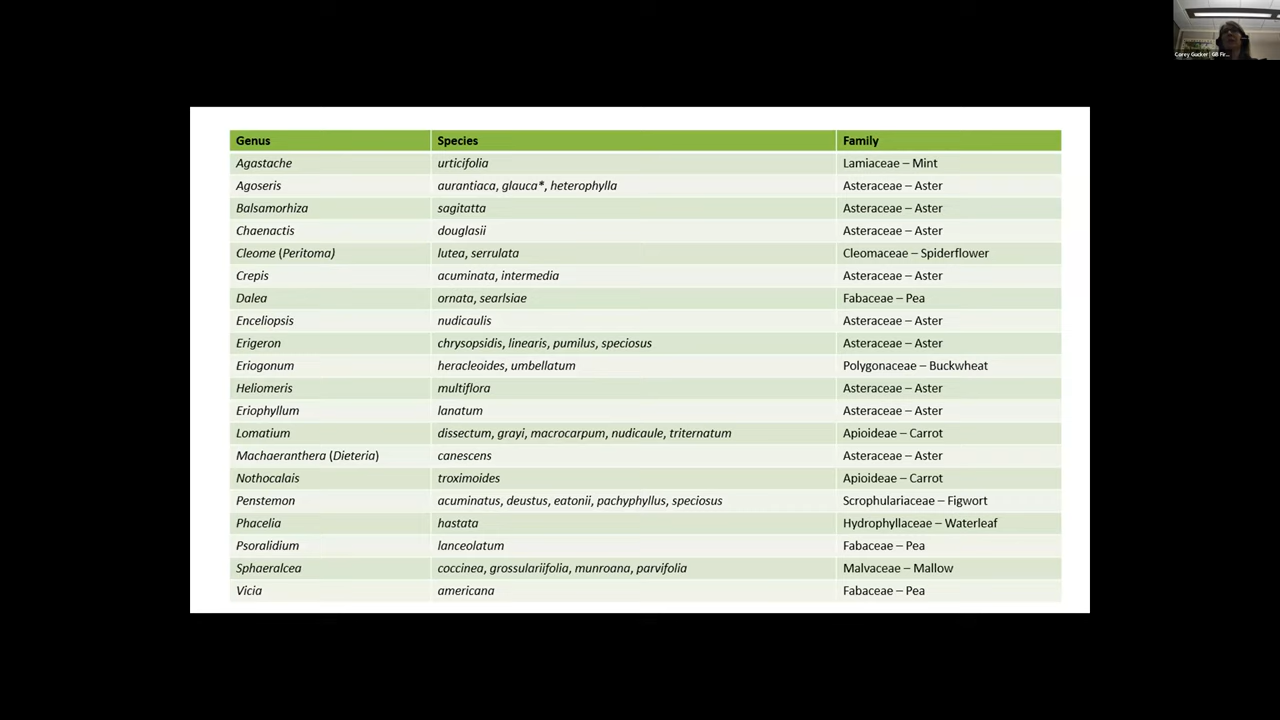 Corey Gucker | GB Fir...
Genus Species Family
Agastache urticifolia Lamiaceae – Mint
Agoseris aurantiaca, glauca*, heterophylla Asteraceae – Aster
Balsamorhiza sagitatta Asteraceae – Aster
Chaenactis douglasii Asteraceae – Aster
Cleome (Peritoma) lutea, serrulata Cleomaceae – Spiderflower
Crepis acuminata, intermedia Asteraceae – Aster
Dalea ornata, searlsiae Fabaceae – Pea
Enceliopsis nudicaulis Asteraceae – Aster
Erigeron chrysopsidis, linearis, pumilus, speciosus Asteraceae – Aster
Eriogonum heracleoides, umbellatum Polygonaceae – Buckwheat
Heliomeris multiflora Asteraceae – Aster
Eriophyllum lanatum Asteraceae – Aster
Lomatium dissectum, grayi, macrocarpum, nudicaule, triternatum Apioideae – Carrot
Machaeranthera (Dieteria) canescens Asteraceae – Aster
Nothocalais troximoides Apioideae – Carrot
Penstemon acuminatus, deustus, eatonii, pachyphyllus, speciosus Scrophulariaceae – Figwort
Phacelia hastata Hydrophyllaceae – Waterleaf
Psoralidium lanceolatum Fabaceae – Pea
Sphaeralcea coccinea, grossulariifolia, munroana, parvifolia Malvaceae – Mallow
Vicia americana Fabaceae – Pea